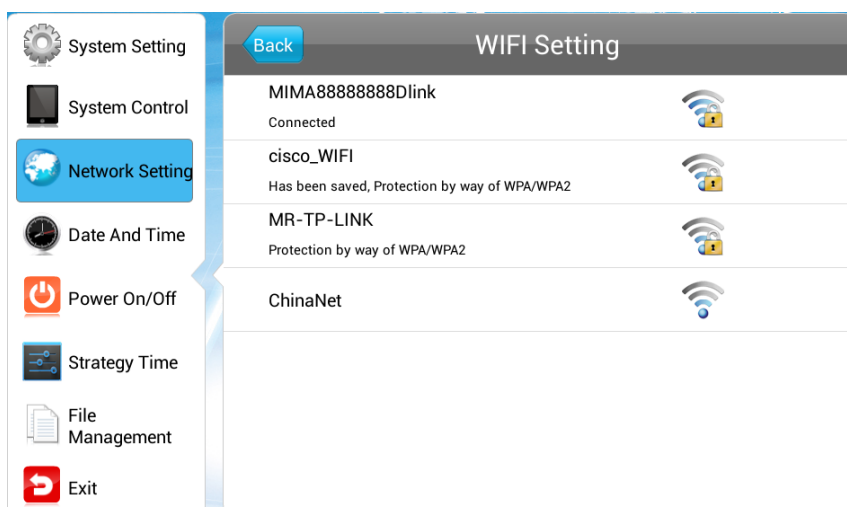 System Setting
System Control
Network Setting
Date And Time
Power On/Off
Strategy Time
File
Management
Exit
Back
WIFI Setting
MIMA88888888Dlink
Connected
cisco_WIFI
Has been saved, Protection by way of WPA/WPA2
MR-TP-LINK
Protection by way of WPA/WPA2
ChinaNet